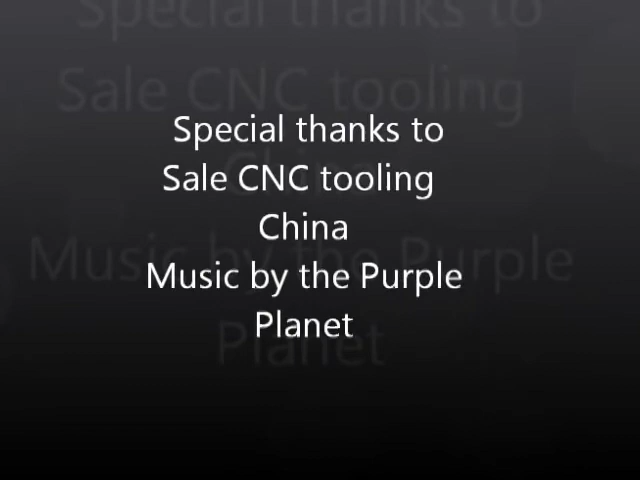 Special thanks to
Sale CNC tooling
China
Music by the Purple
Planet